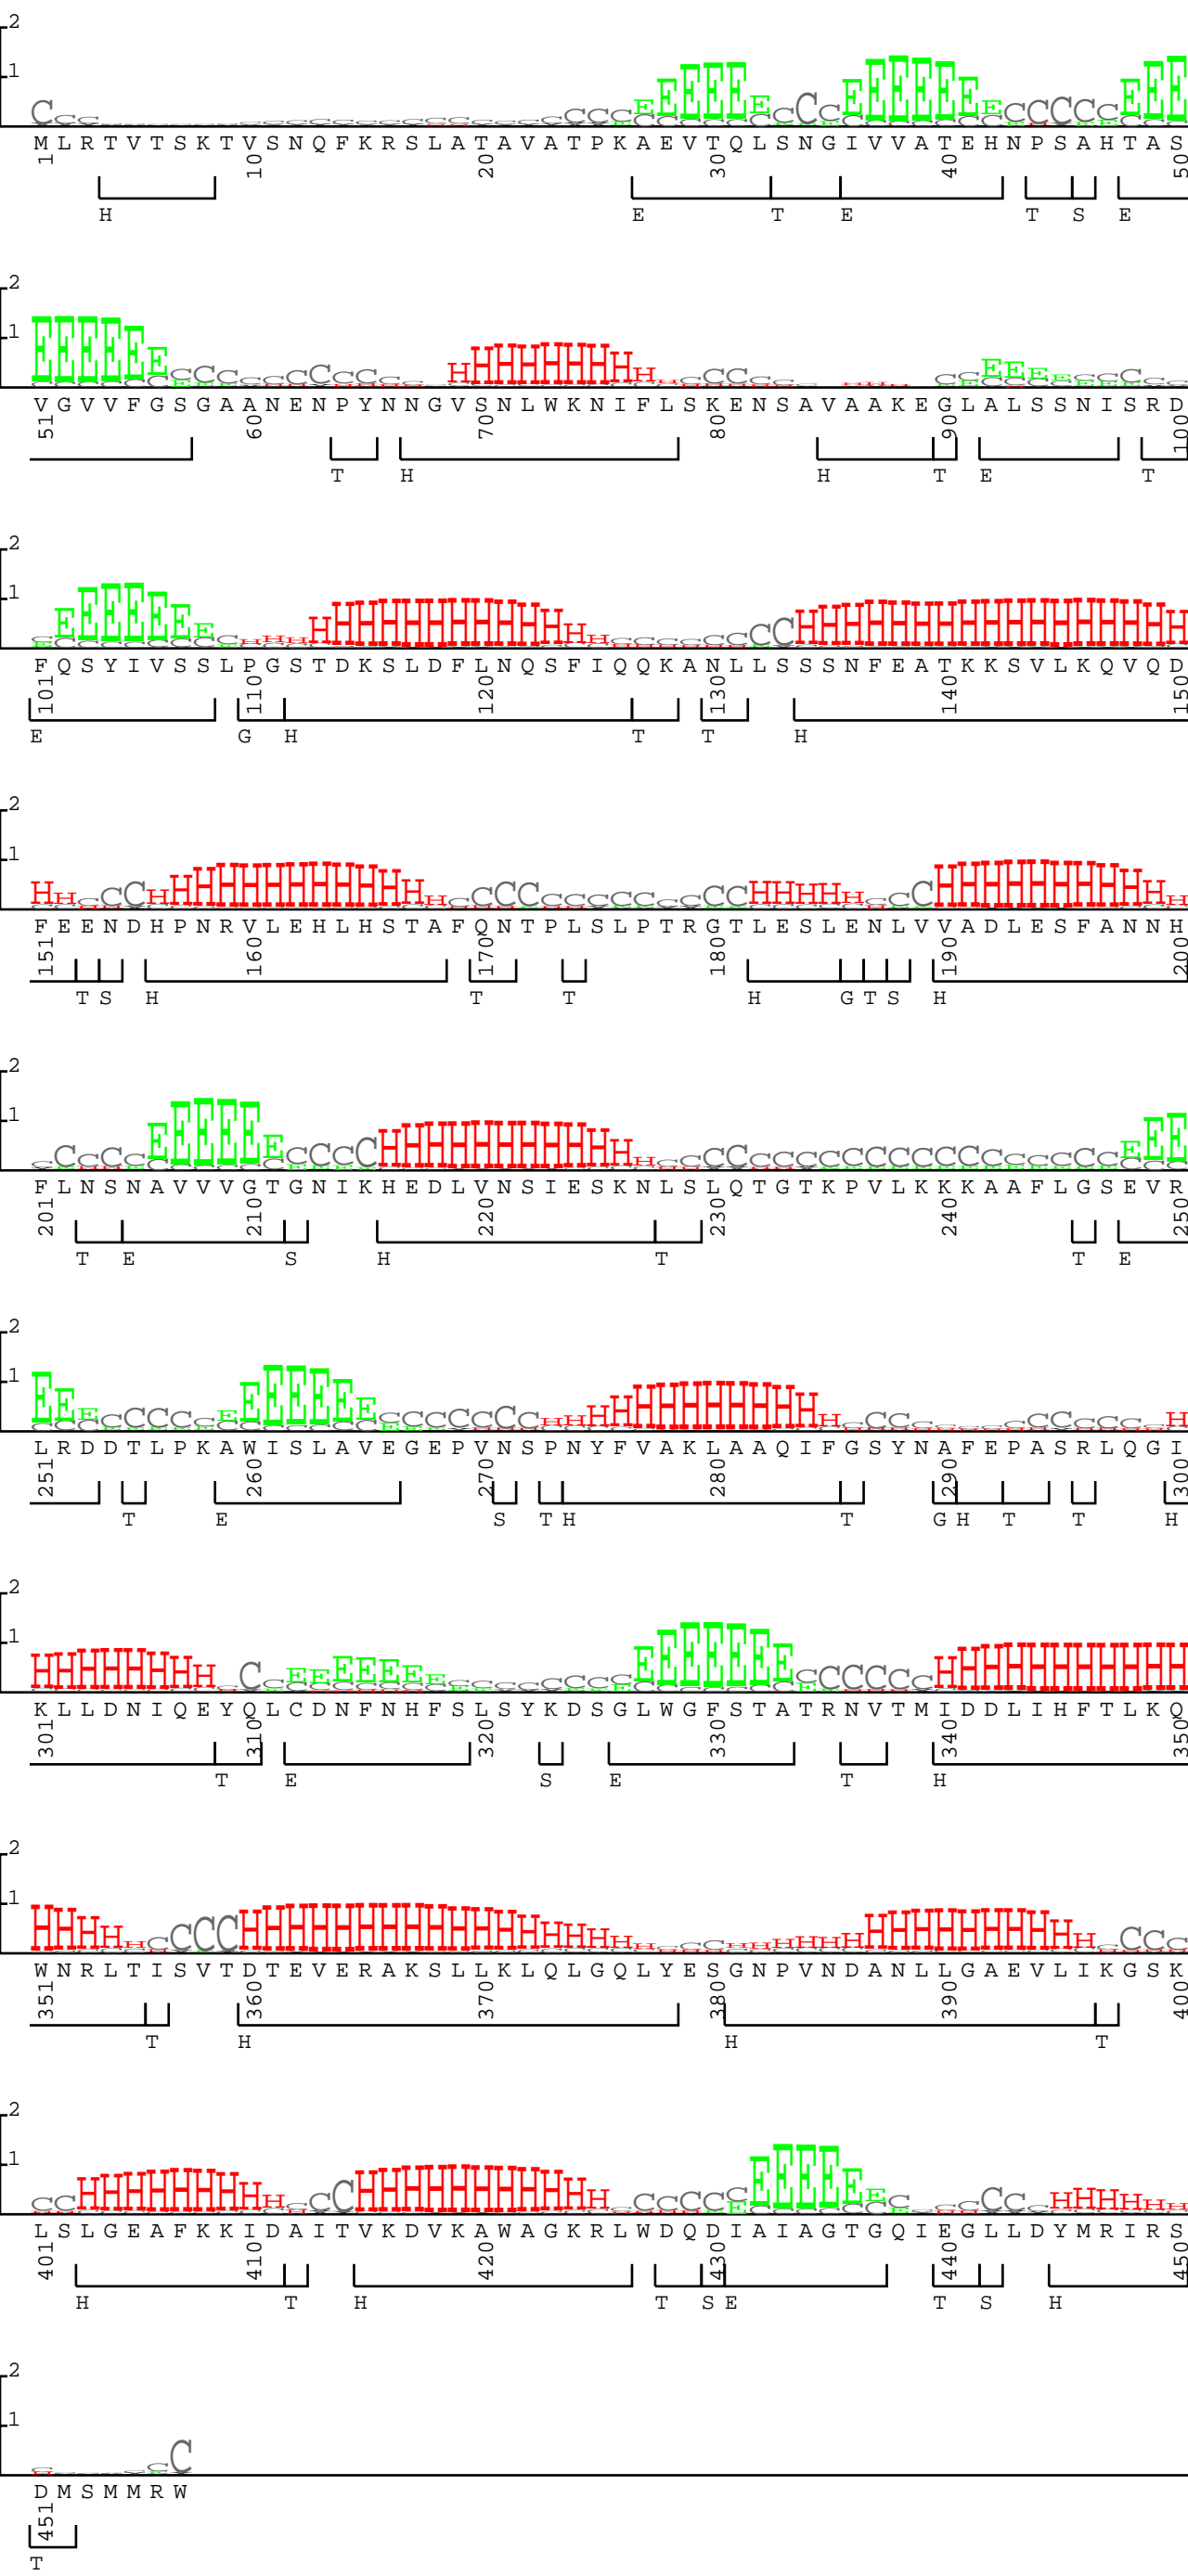 2
1
M L R T V T S K T V S N Q F K R S L A T A V A T P K A E V T Q L S N G I V V A T E H N P S A H T A S
1 10 20 30 40 50
H E T E T S E
2
1
V G V V F G S G A A N E N P Y N N G V S N L W K N I F L S K E N S A V A A K E G L A L S S N I S R D
51 60 70 80 90 100
T H H T E T
2
1
F Q S Y I V S S L P G S T D K S L D F L N Q S F I Q Q K A N L L S S S N F E A T K K S V L K Q V Q D
101 110 120 130 140 150
E G H T T H
2
1
F E E N D H P N R V L E H L H S T A F Q N T P L S L P T R G T L E S L E N L V V A D L E S F A N N H
151 160 170 180 190 200
T S H T T H G T S H
2
1
F L N S N A V V V G T G N I K H E D L V N S I E S K N L S L Q T G T K P V L K K K A A F L G S E V R
201 210 220 230 240 250
T E S H T T E
2
1
L R D D T L P K A W I S L A V E G E P V N S P N Y F V A K L A A Q I F G S Y N A F E P A S R L Q G I
251 260 270 280 290 300
T E S T H T G H T T H
2
1
K L L D N I Q E Y Q L C D N F N H F S L S Y K D S G L W G F S T A T R N V T M I D D L I H F T L K Q
301 310 320 330 340 350
T E S E T H
2
1
W N R L T I S V T D T E V E R A K S L L K L Q L G Q L Y E S G N P V N D A N L L G A E V L I K G S K
351 360 370 380 390 400
T H H T
2
1
L S L G E A F K K I D A I T V K D V K A W A G K R L W D Q D I A I A G T G Q I E G L L D Y M R I R S
401 410 420 430 440 450
H T H T S E T S H
2
1
D M S M M R W
451
T